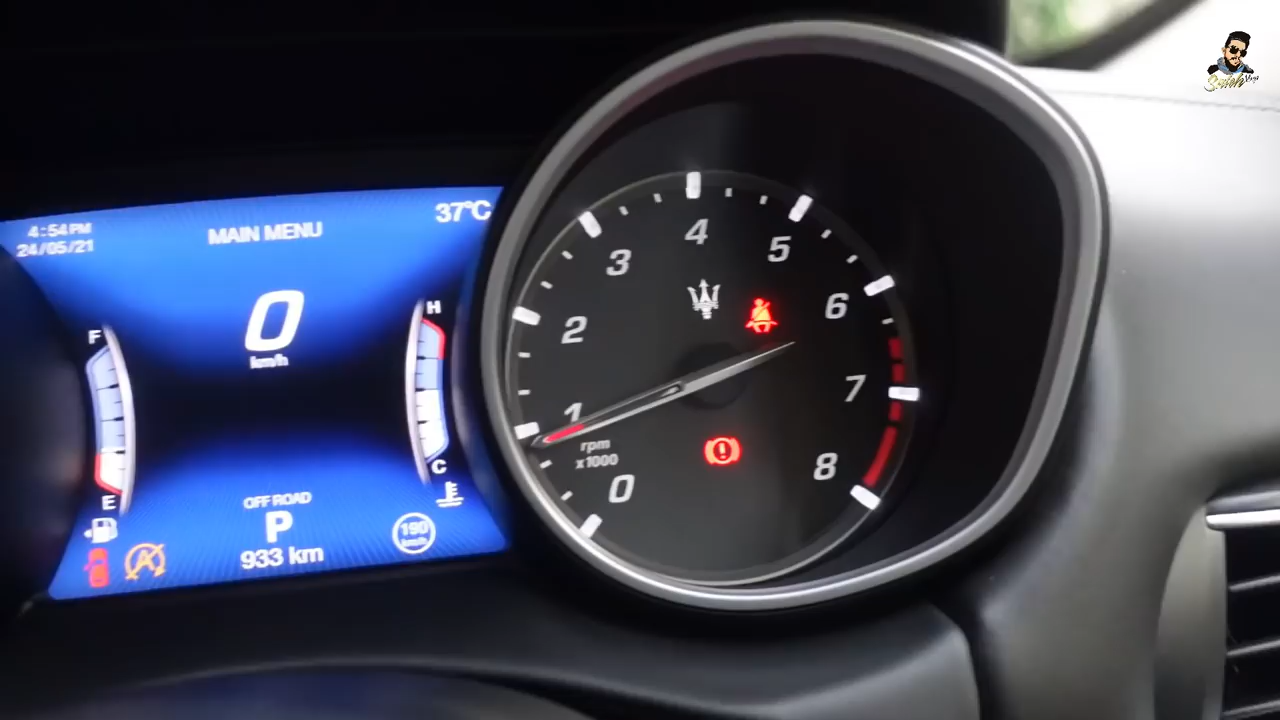 4:54 PM
24/05/21
MAIN MENU
37°C
0
km/h
F
E
H
C
OFF ROAD
P
933 km
190
km/h
0
1
2
3
4
5
6
7
8
rpm
x1000